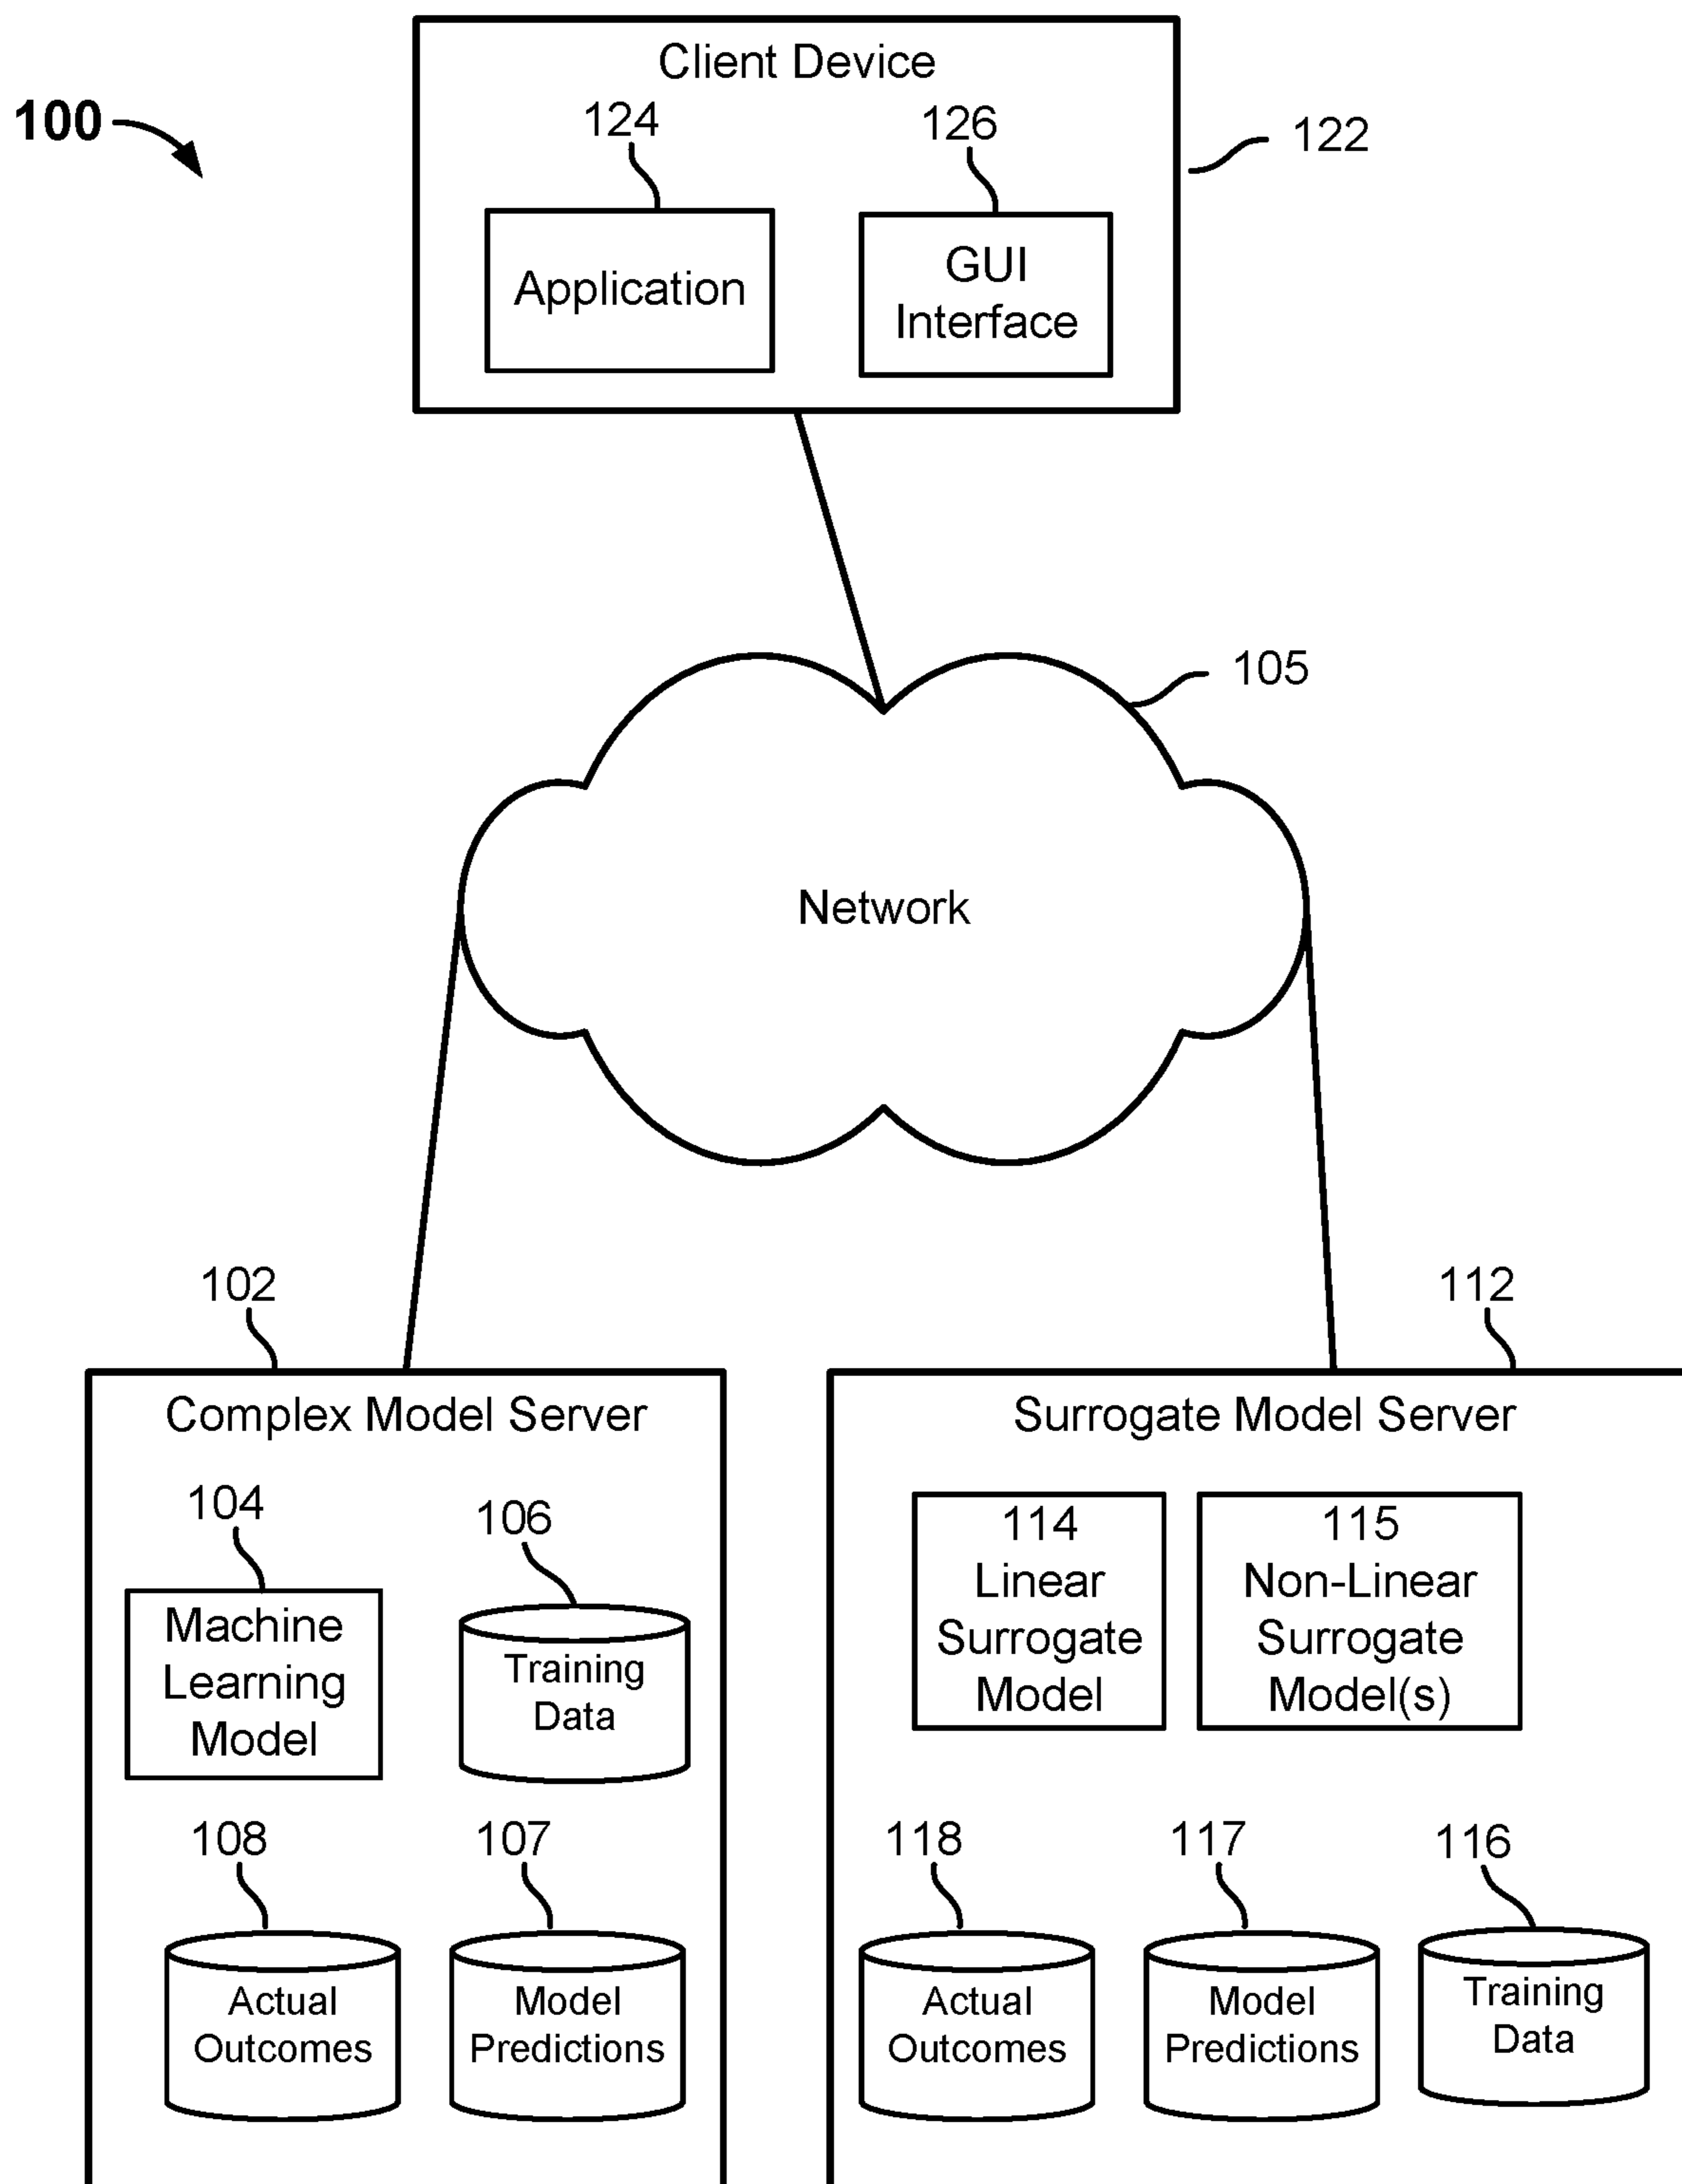 Client Device
100
124
126
122
Application
GUI
Interface
105
Network
102
112
Complex Model Server
Surrogate Model Server
104
106
Machine
Learning
Model
Training
Data
114
Linear
Surrogate
Model
115
Non-Linear
Surrogate
Model(s)
108
107
Actual
Outcomes
Model
Predictions
118
117
116
Actual
Outcomes
Model
Predictions
Training
Data